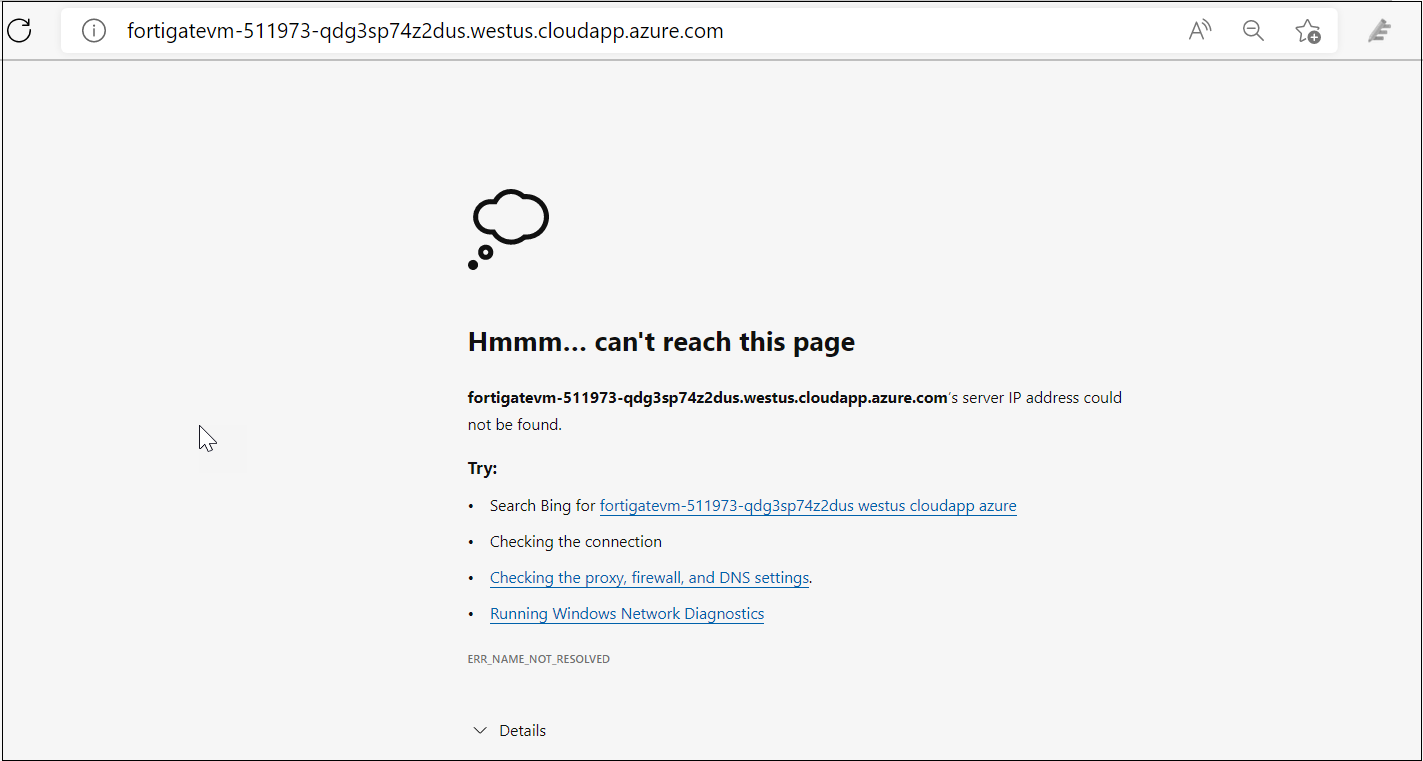 fortigatevm-511973-qdg3sp74z2dus.westus.cloudapp.azure.com
Hmmm... can't reach this page
fortigatevm-511973-qdg3sp74z2dus.westus.cloudapp.azure.com's server IP address could
not be found.
Try:
• Search Bing for fortigatevm-511973-qdg3sp74z2dus westus cloudapp azure
• Checking the connection
• Checking the proxy, firewall, and DNS settings.
• Running Windows Network Diagnostics
ERR_NAME_NOT_RESOLVED
Details